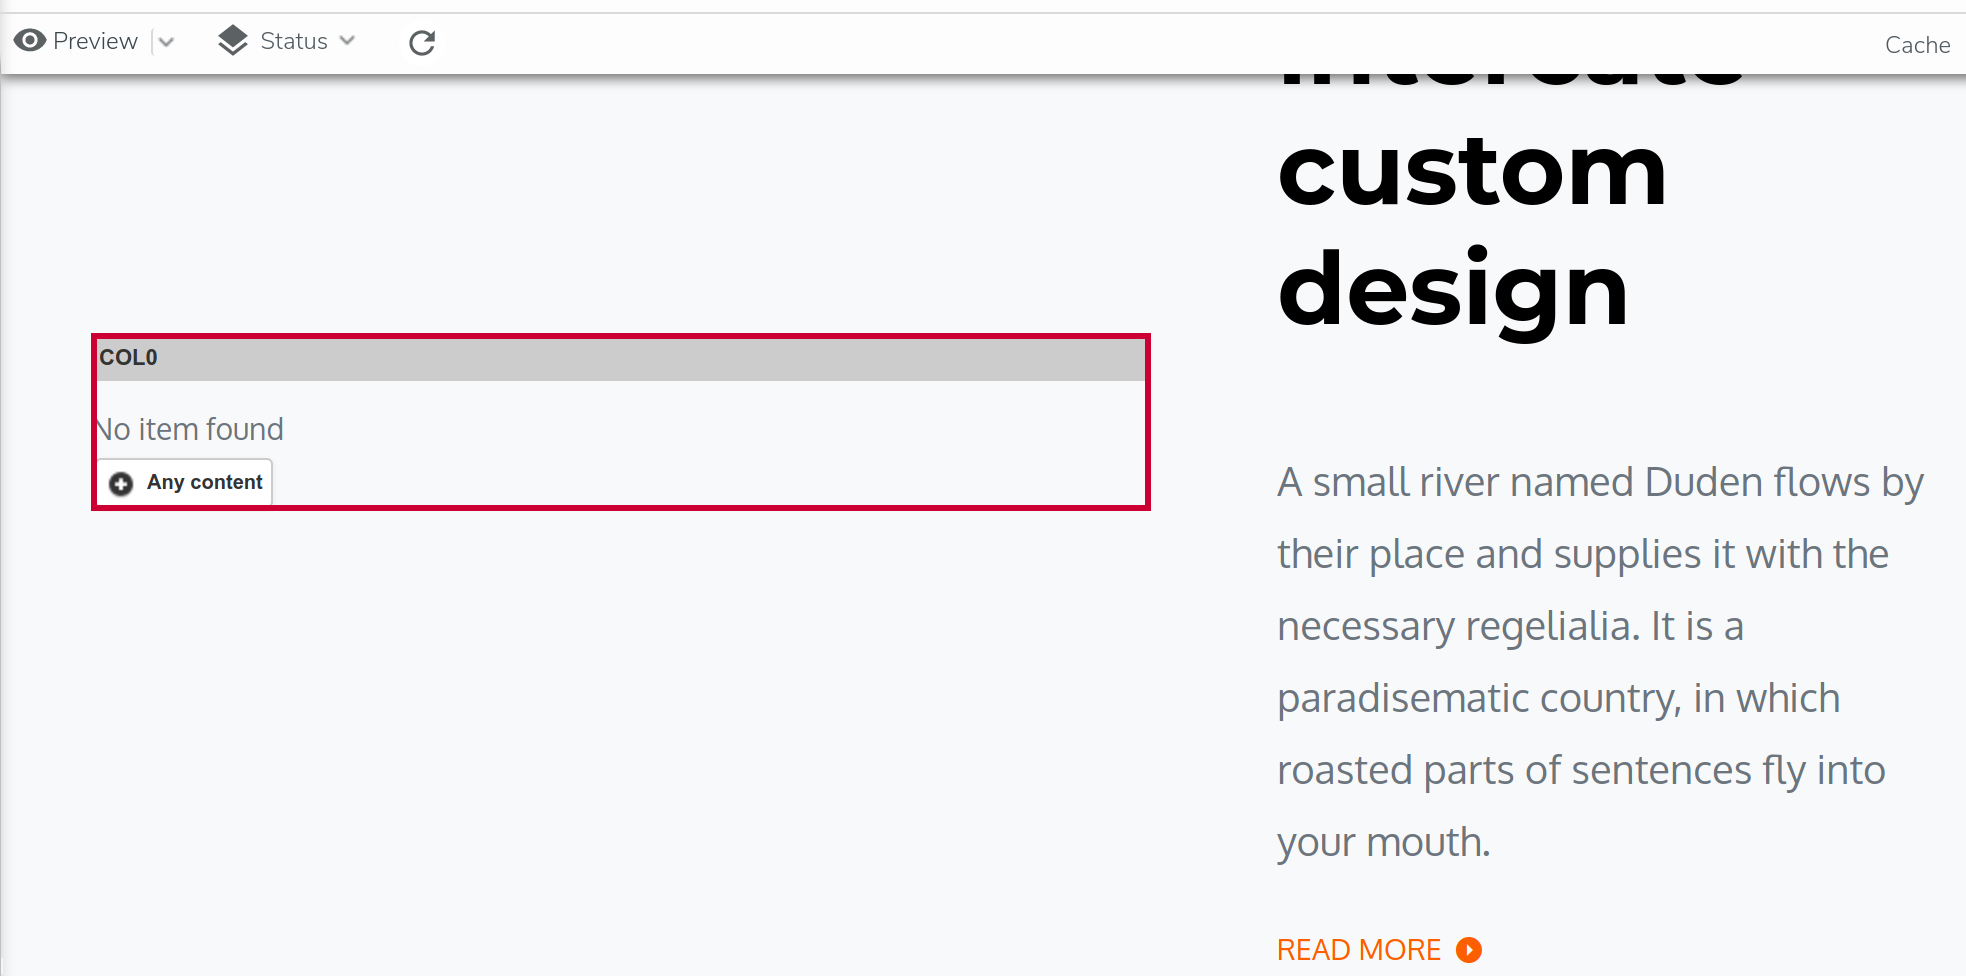 Preview
Status
Cache
custom
design
COL0
No item found
Any content
A small river named Duden flows by
their place and supplies it with the
necessary regelialia. It is a
paradisematic country, in which
roasted parts of sentences fly into
your mouth.
READ MORE